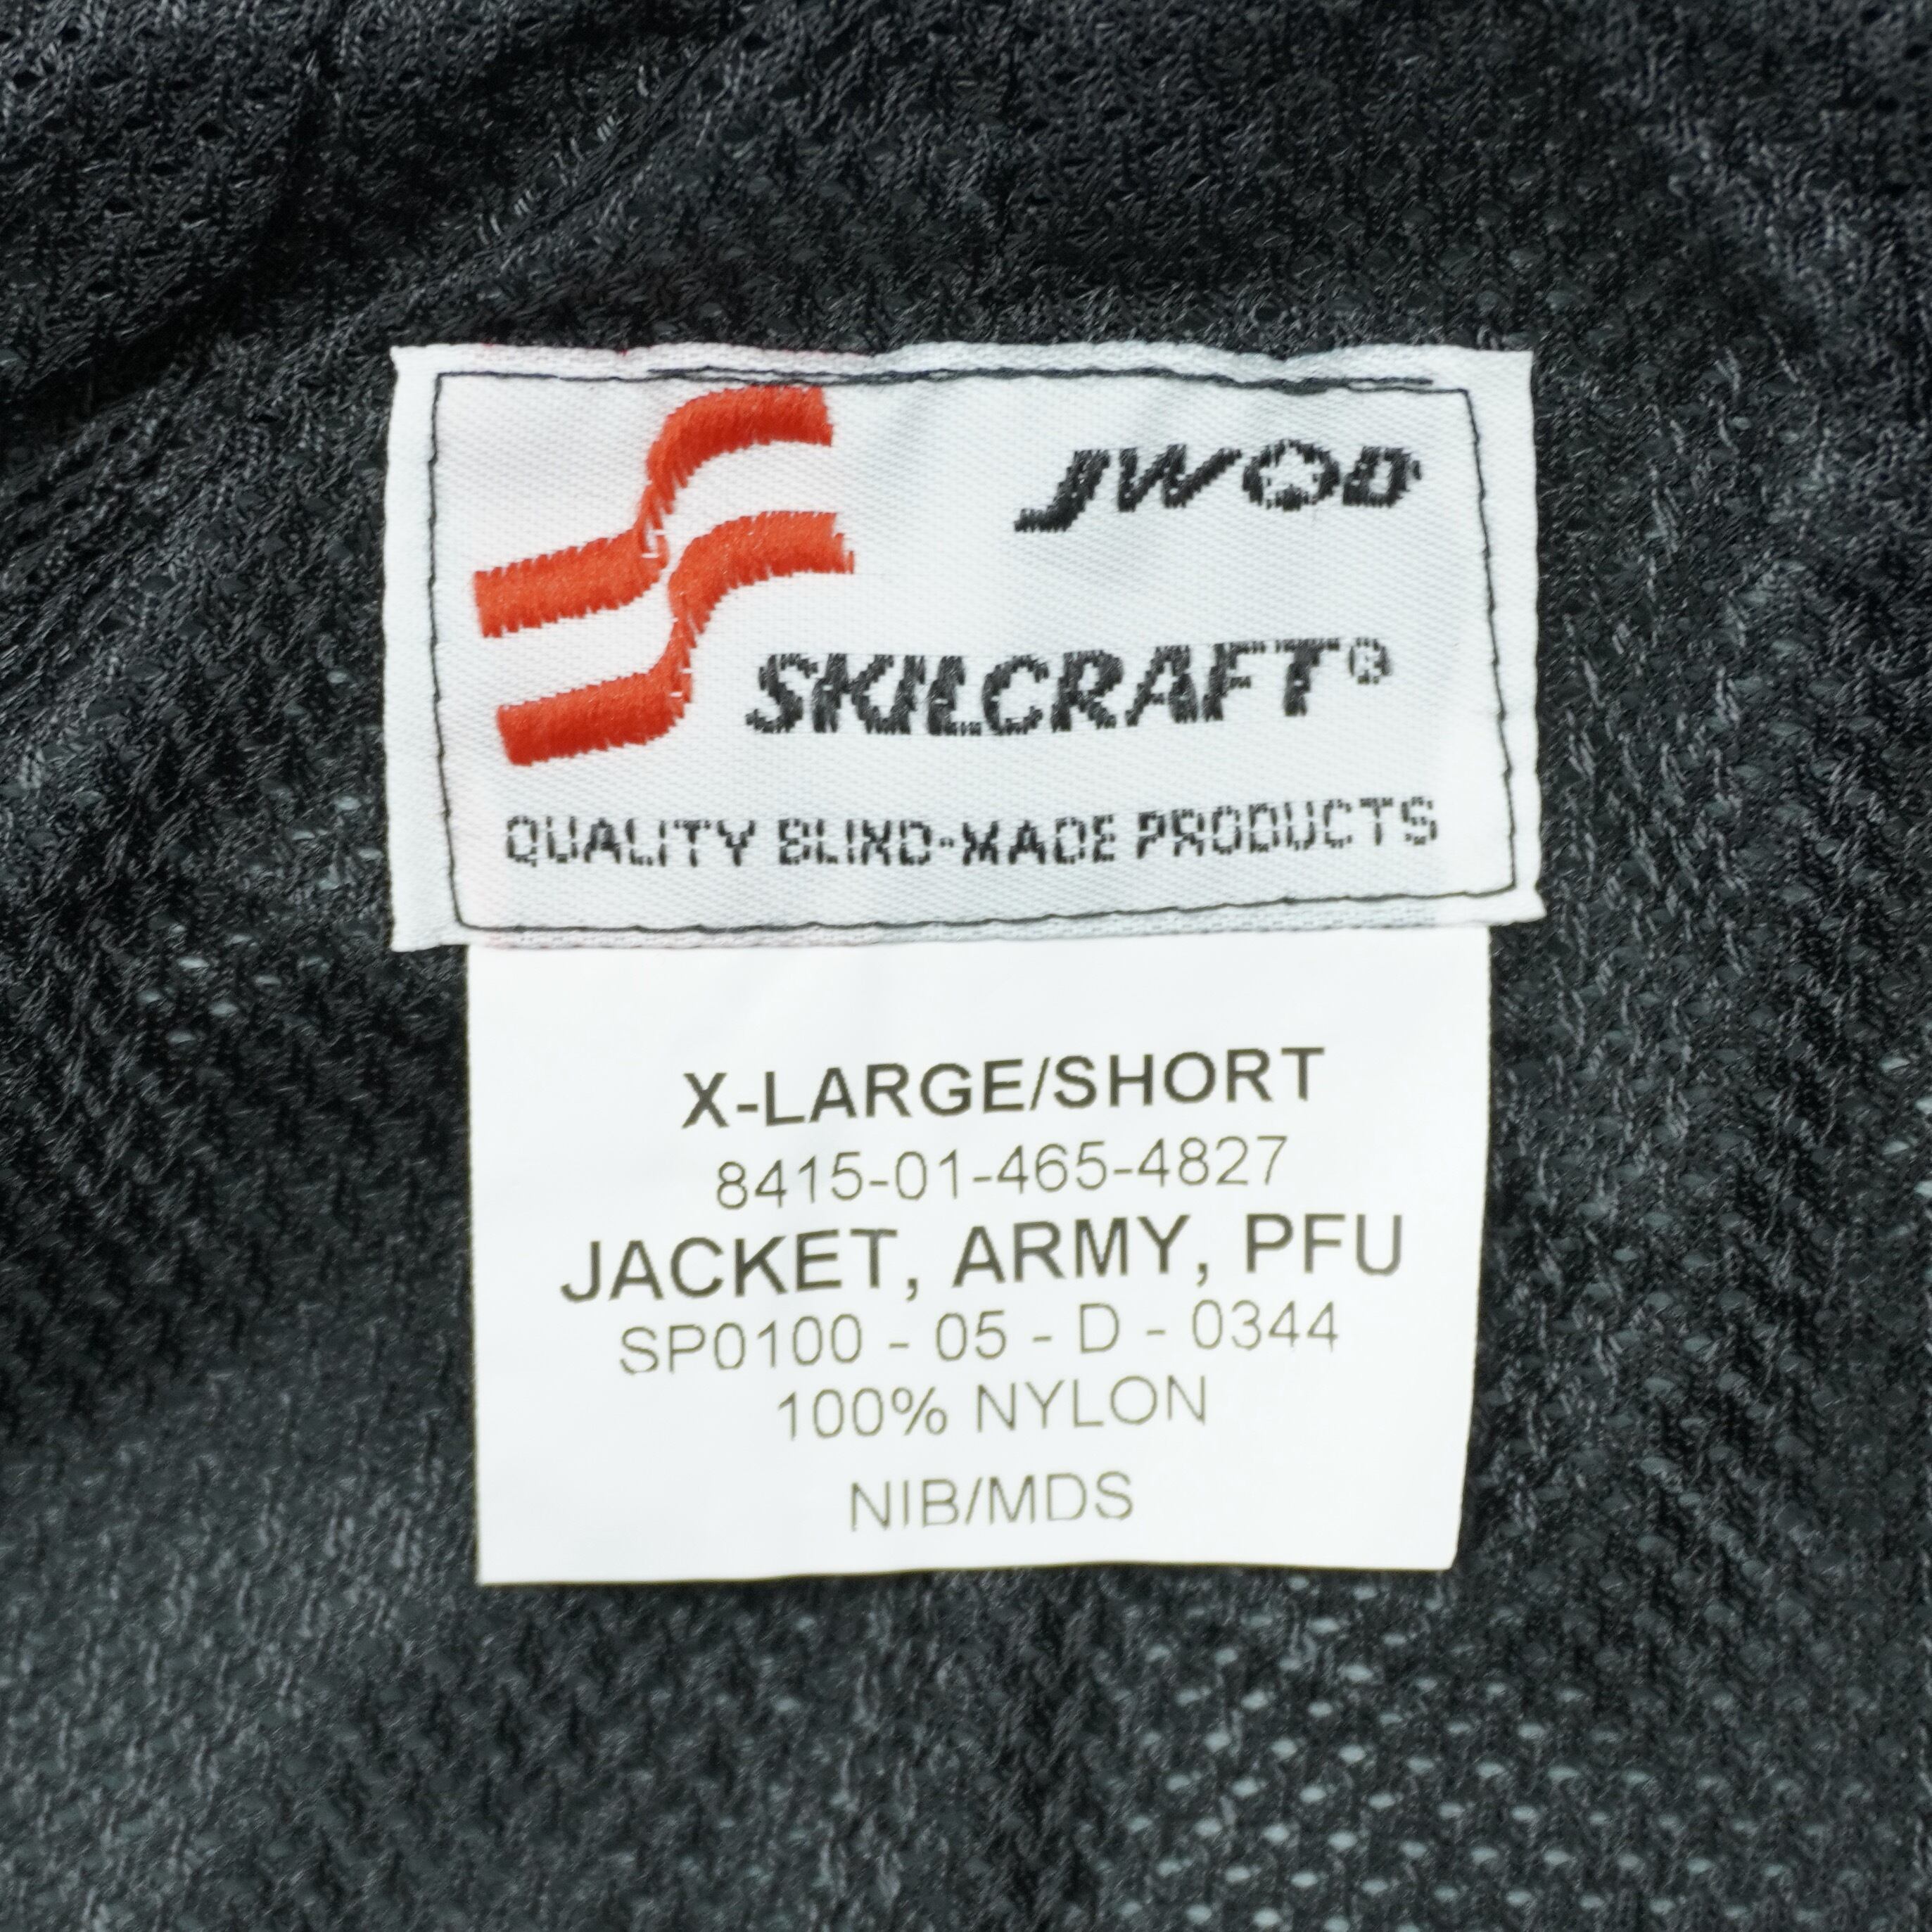 JWOD
SKILCRAFT®
QUALITY BLIND-MADE PRODUCTS
X-LARGE/SHORT
8415-01-465-4827
JACKET, ARMY, PFU
SP0100 - 05 - D - 0344
100% NYLON
NIB/MDS